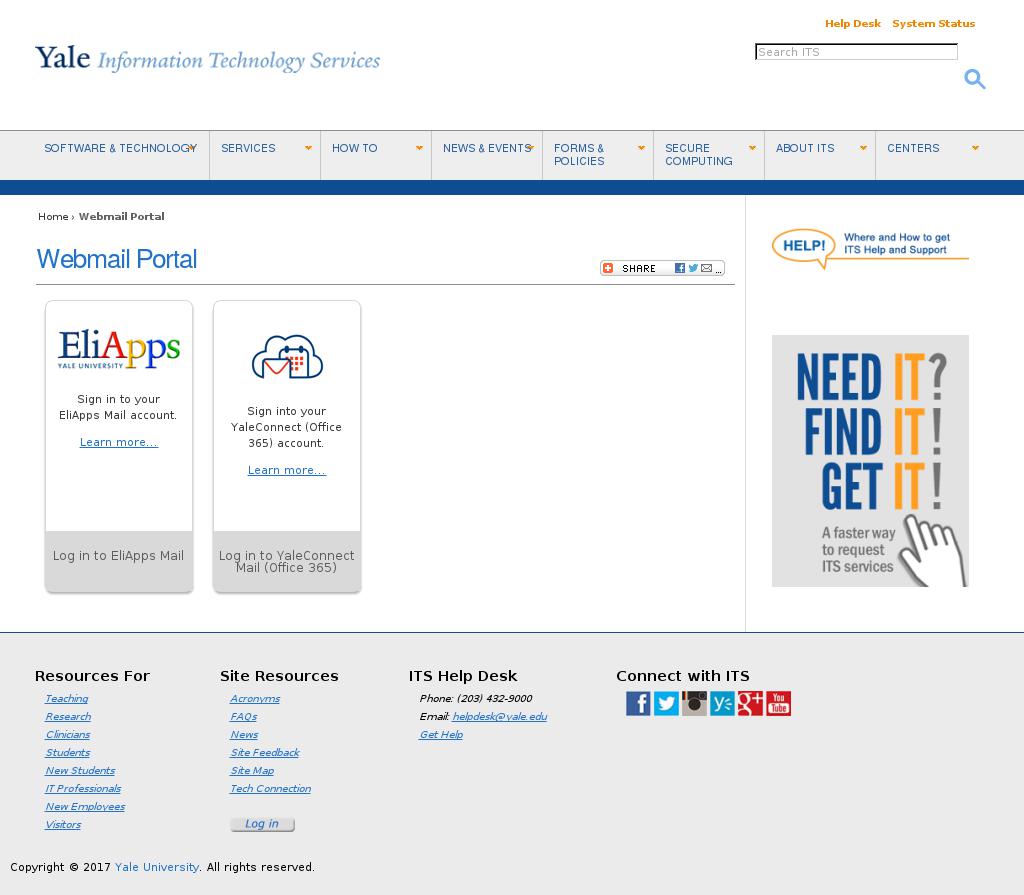 Help Desk System Status
Yale Information Technology Services
Search ITS
SOFTWARE & TECHNOLOGY
SERVICES
HOW TO
NEWS & EVENTS
FORMS &
POLICIES
SECURE
COMPUTING
ABOUT ITS
CENTERS
Home › Webmail Portal
Webmail Portal
SHARE ...
EliApps
YALE UNIVERSITY
Sign in to your
EliApps Mail account.
Learn more...
Log in to EliApps Mail
Sign into your
YaleConnect (Office
365) account.
Learn more...
Log in to YaleConnect
Mail (Office 365)
HELP!
Where and How to get
ITS Help and Support
NEED IT?
FIND IT!
GET IT!
A faster way
to request
ITS services
Resources For
Teaching
Research
Clinicians
Students
New Students
IT Professionals
New Employees
Visitors
Site Resources
Acronyms
FAQs
News
Site Feedback
Site Map
Tech Connection
Log in
ITS Help Desk
Phone: (203) 432-9000
Email: helpdesk@yale.edu
Get Help
Connect with ITS
You
Tube
Copyright © 2017 Yale University. All rights reserved.